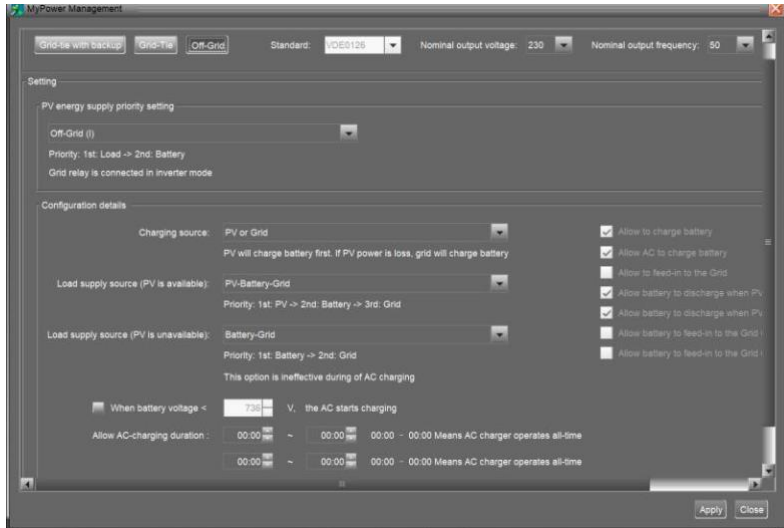 MyPower Management
Grid-tie with backup Grid-Tie Off-Grid Standard: VDE0126 Nominal output voltage: 230 Nominal output frequency: 50
Setting
PV energy supply priority setting
Off-Grid (I)
Priority: 1st: Load -> 2nd: Battery
Grid relay is connected in inverter mode
Configuration details
Charging source: PV or Grid
PV will charge battery first. If PV power is loss, grid will charge battery
Load supply source (PV is available): PV-Battery-Grid
Priority: 1st: PV -> 2nd: Battery -> 3rd: Grid
Load supply source (PV is unavailable): Battery-Grid
Priority: 1st: Battery -> 2nd: Grid
This option is ineffective during of AC charging
Allow to charge battery
Allow AC to charge battery
Allow to feed-in to the Grid
Allow battery to discharge when PV
Allow battery to discharge when PV
Allow battery to feed-in to the Grid
Allow battery to feed-in to the Grid
When battery voltage < V, the AC starts charging
Allow AC-charging duration : 00:00 ~ 00:00 00:00 - 00:00 Means AC charger operates all-time
00:00 ~ 00:00 00:00 - 00:00 Means AC charger operates all-time
Apply Close